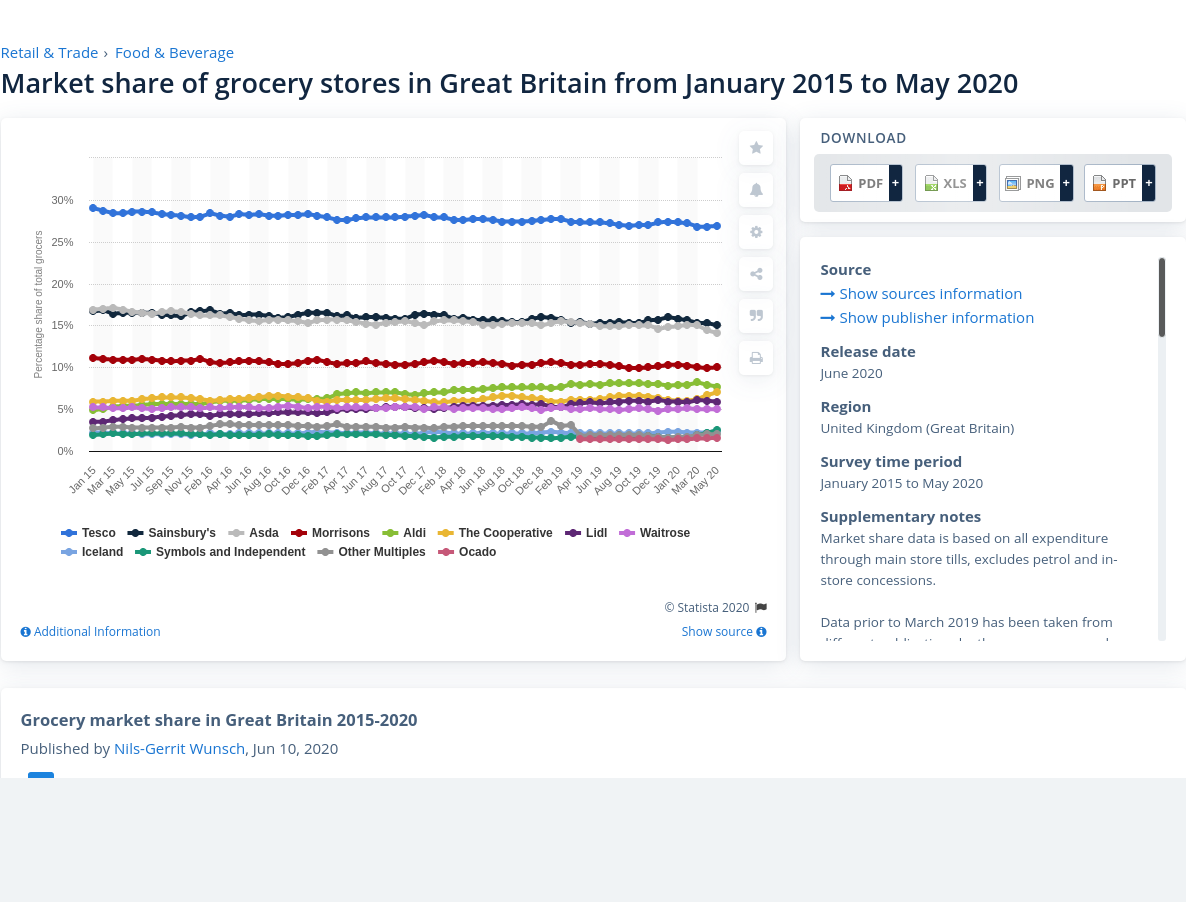 Retail & Trade › Food & Beverage
Market share of grocery stores in Great Britain from January 2015 to May 2020
Percentage share of total grocers
30%
25%
20%
15%
10%
5%
0%
Jan 15 Mar 15 May 15 Jul 15 Sep 15 Nov 15 Feb 16 Apr 16 Jun 16 Aug 16 Oct 16 Dec 16 Feb 17 Apr 17 Jun 17 Aug 17 Oct 17 Dec 17 Feb 18 Apr 18 Jun 18 Aug 18 Oct 18 Dec 18 Feb 19 Apr 19 Jun 19 Aug 19 Oct 19 Dec 19 Jan 20 Mar 20 May 20
Tesco Sainsbury's Asda Morrisons Aldi The Cooperative Lidl Waitrose
Iceland Symbols and Independent Other Multiples Ocado
© Statista 2020
Additional Information Show source
DOWNLOAD
PDF + XLS + PNG + PPT +
Source
Show sources information
Show publisher information
Release date
June 2020
Region
United Kingdom (Great Britain)
Survey time period
January 2015 to May 2020
Supplementary notes
Market share data is based on all expenditure
through main store tills, excludes petrol and in-
store concessions.
Data prior to March 2019 has been taken from
Grocery market share in Great Britain 2015-2020
Published by Nils-Gerrit Wunsch, Jun 10, 2020